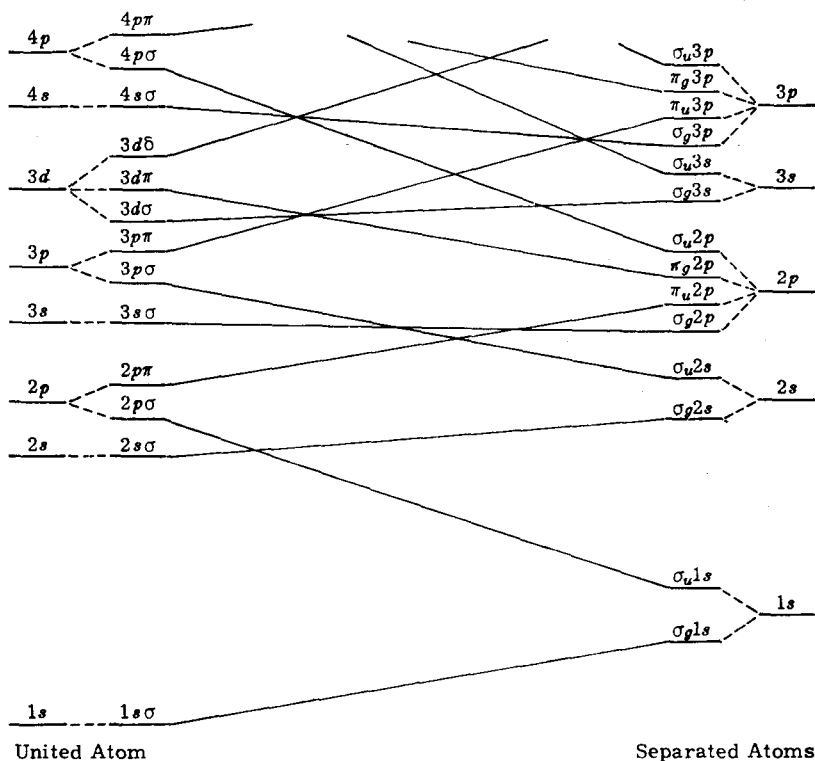 4pπ
4p
4pσ
4s 4sσ
3dδ
3d 3dπ
3dσ
3pπ
3p
3pσ
3s 3sσ
2pπ
2p
2pσ
2s 2sσ
1s 1sσ
United Atom
σu3p
πg3p
3p
πu3p
σg3p
σu3s
3s
σg3s
σu2p
πg2p
2p
πu2p
σg2p
σu2s
2s
σg2s
σu1s
1s
σg1s
Separated Atoms